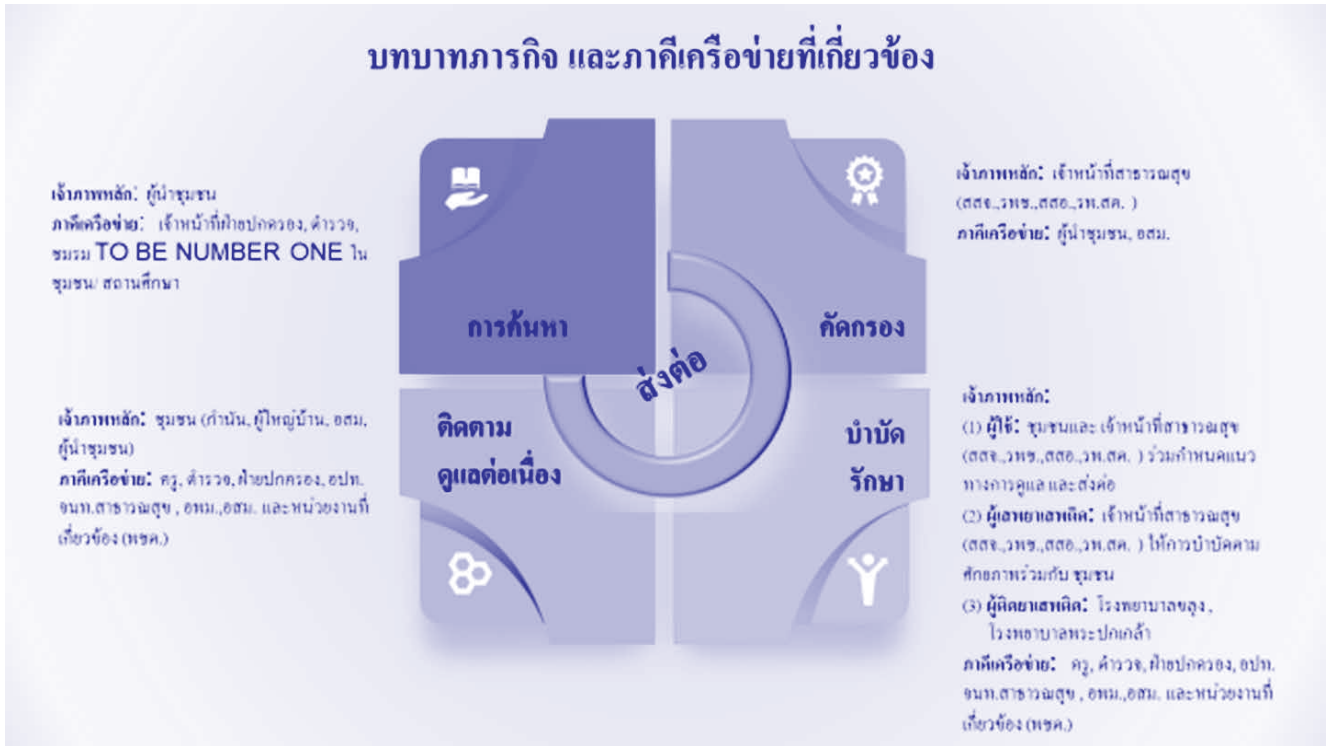 บทบาทภารกิจ และภาคีเครือข่ายที่เกี่ยวข้อง
เจ้าภาพหลัก: ผู้นำชุมชน
ภาคีเครือข่าย: เจ้าหน้าที่ฝ่ายปกครอง, ตำรวจ,
ชมรม TO BE NUMBER ONE ใน
ชุมชน/ สถานศึกษา
การค้นหา
เจ้าภาพหลัก: เจ้าหน้าที่สาธารณสุข
(สสจ.,รพช.,สสอ.,รพ.สต. )
ภาคีเครือข่าย: ผู้นำชุมชน, อสม.
คัดกรอง
ส่งต่อ
เจ้าภาพหลัก: ชุมชน (กำนัน, ผู้ใหญ่บ้าน, อสม,
ผู้นำชุมชน)
ภาคีเครือข่าย: ครู, ตำรวจ, ฝ่ายปกครอง, อปท.
จนท.สาธารณสุข , อพม.,อสม. และหน่วยงานที่
เกี่ยวข้อง (พชต.)
ติดตาม
ดูแลต่อเนื่อง
บำบัด
รักษา
เจ้าภาพหลัก:
(1) ผู้ใช้: ชุมชนและ เจ้าหน้าที่สาธารณสุข
(สสจ.,รพช.,สสอ.,รพ.สต. ) ร่วมกำหนดแนว
ทางการดูแล และส่งต่อ
(2) ผู้เสพยาเสพติด: เจ้าหน้าที่สาธารณสุข
(สสจ.,รพช.,สสอ.,รพ.สต. ) ให้การบำบัดตาม
ศักยภาพร่วมกับ ชุมชน
(3) ผู้ติดยาเสพติด: โรงพยาบาลขลุง ,
โรงพยาบาลพระปกเกล้า
ภาคีเครือข่าย: ครู, ตำรวจ, ฝ่ายปกครอง, อปท.
จนท.สาธารณสุข , อพม.,อสม. และหน่วยงานที่
เกี่ยวข้อง (พชต.)